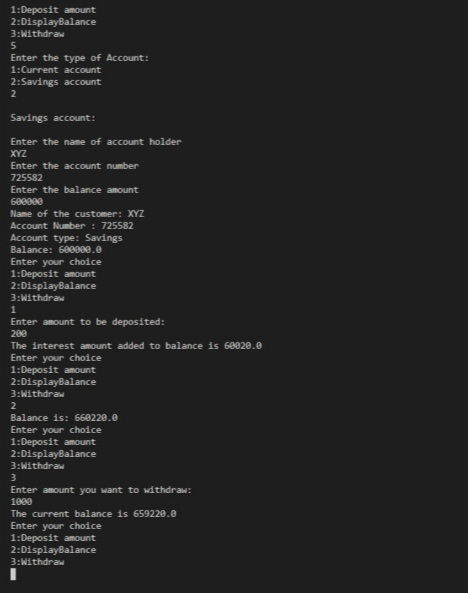 1:Deposit amount
2:DisplayBalance
3:Withdraw
5
Enter the type of Account:
1:Current account
2:Savings account
2
Savings account:
Enter the name of account holder
XYZ
Enter the account number
725582
Enter the balance amount
600000
Name of the customer: XYZ
Account Number : 725582
Account type: Savings
Balance: 600000.0
Enter your choice
1:Deposit amount
2:DisplayBalance
3:Withdraw
1
Enter amount to be deposited:
200
The interest amount added to balance is 60020.0
Enter your choice
1:Deposit amount
2:DisplayBalance
3:Withdraw
2
Balance is: 660220.0
Enter your choice
1:Deposit amount
2:DisplayBalance
3:Withdraw
3
Enter amount you want to withdraw:
1000
The current balance is 659220.0
Enter your choice
1:Deposit amount
2:DisplayBalance
3:Withdraw